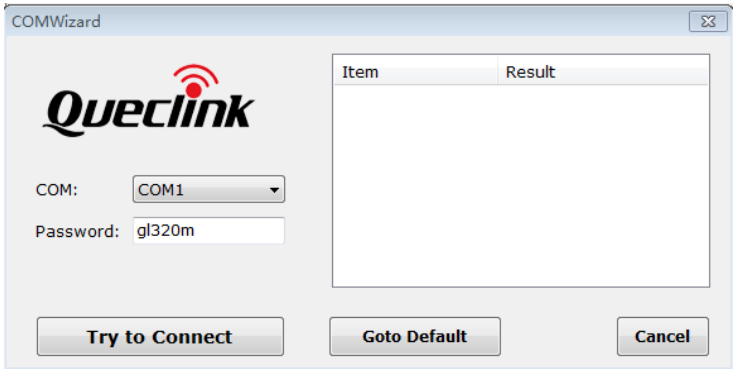 COMWizard
Queclink
Item Result
COM: COM1
Password: gl320m
Try to Connect Goto Default Cancel